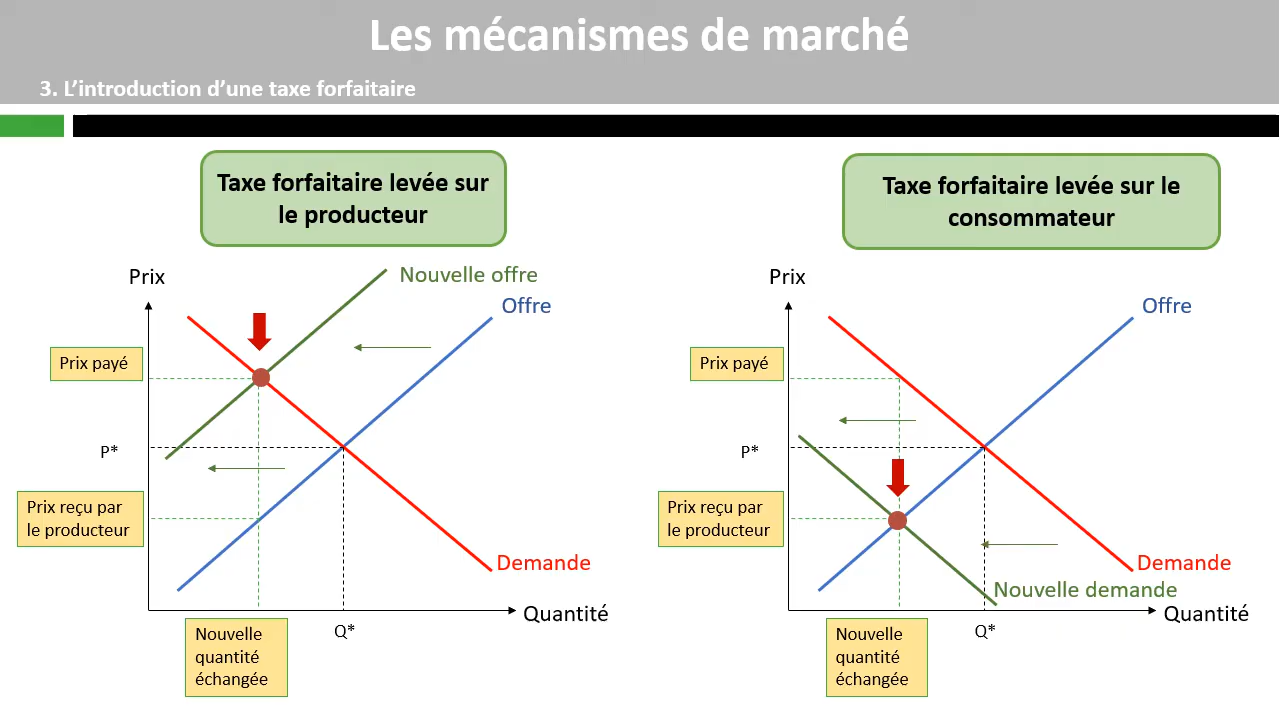 Les mécanismes de marché
3. L’introduction d’une taxe forfaitaire
Taxe forfaitaire levée sur
le producteur
Prix
Nouvelle offre
Offre
Prix payé
P*
Prix reçu par
le producteur
Demande
Quantité
Q*
Nouvelle
quantité
échangée
Taxe forfaitaire levée sur le
consommateur
Prix
Offre
Prix payé
P*
Prix reçu par
le producteur
Demande
Nouvelle demande
Quantité
Q*
Nouvelle
quantité
échangée